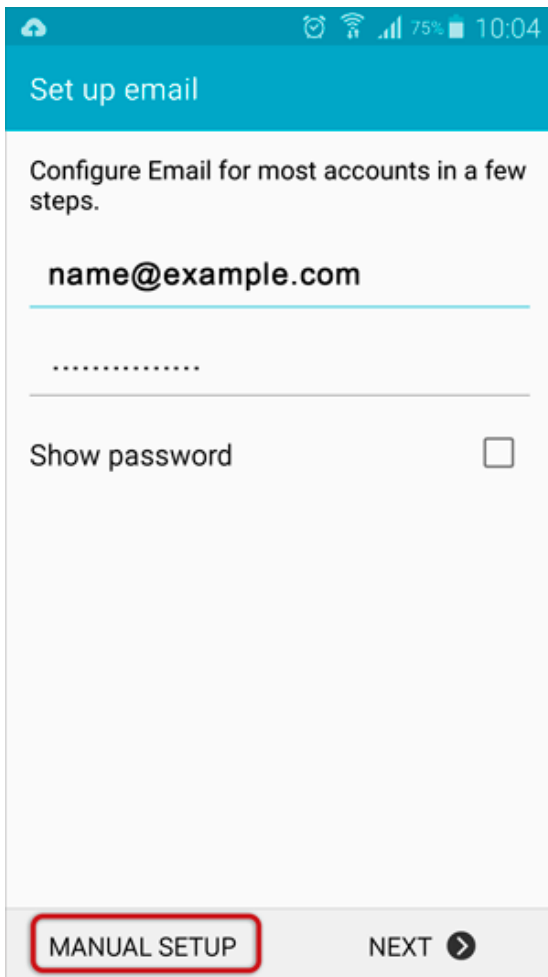 75% 10:04
Set up email
Configure Email for most accounts in a few
steps.
name@example.com
...............
Show password
MANUAL SETUP NEXT